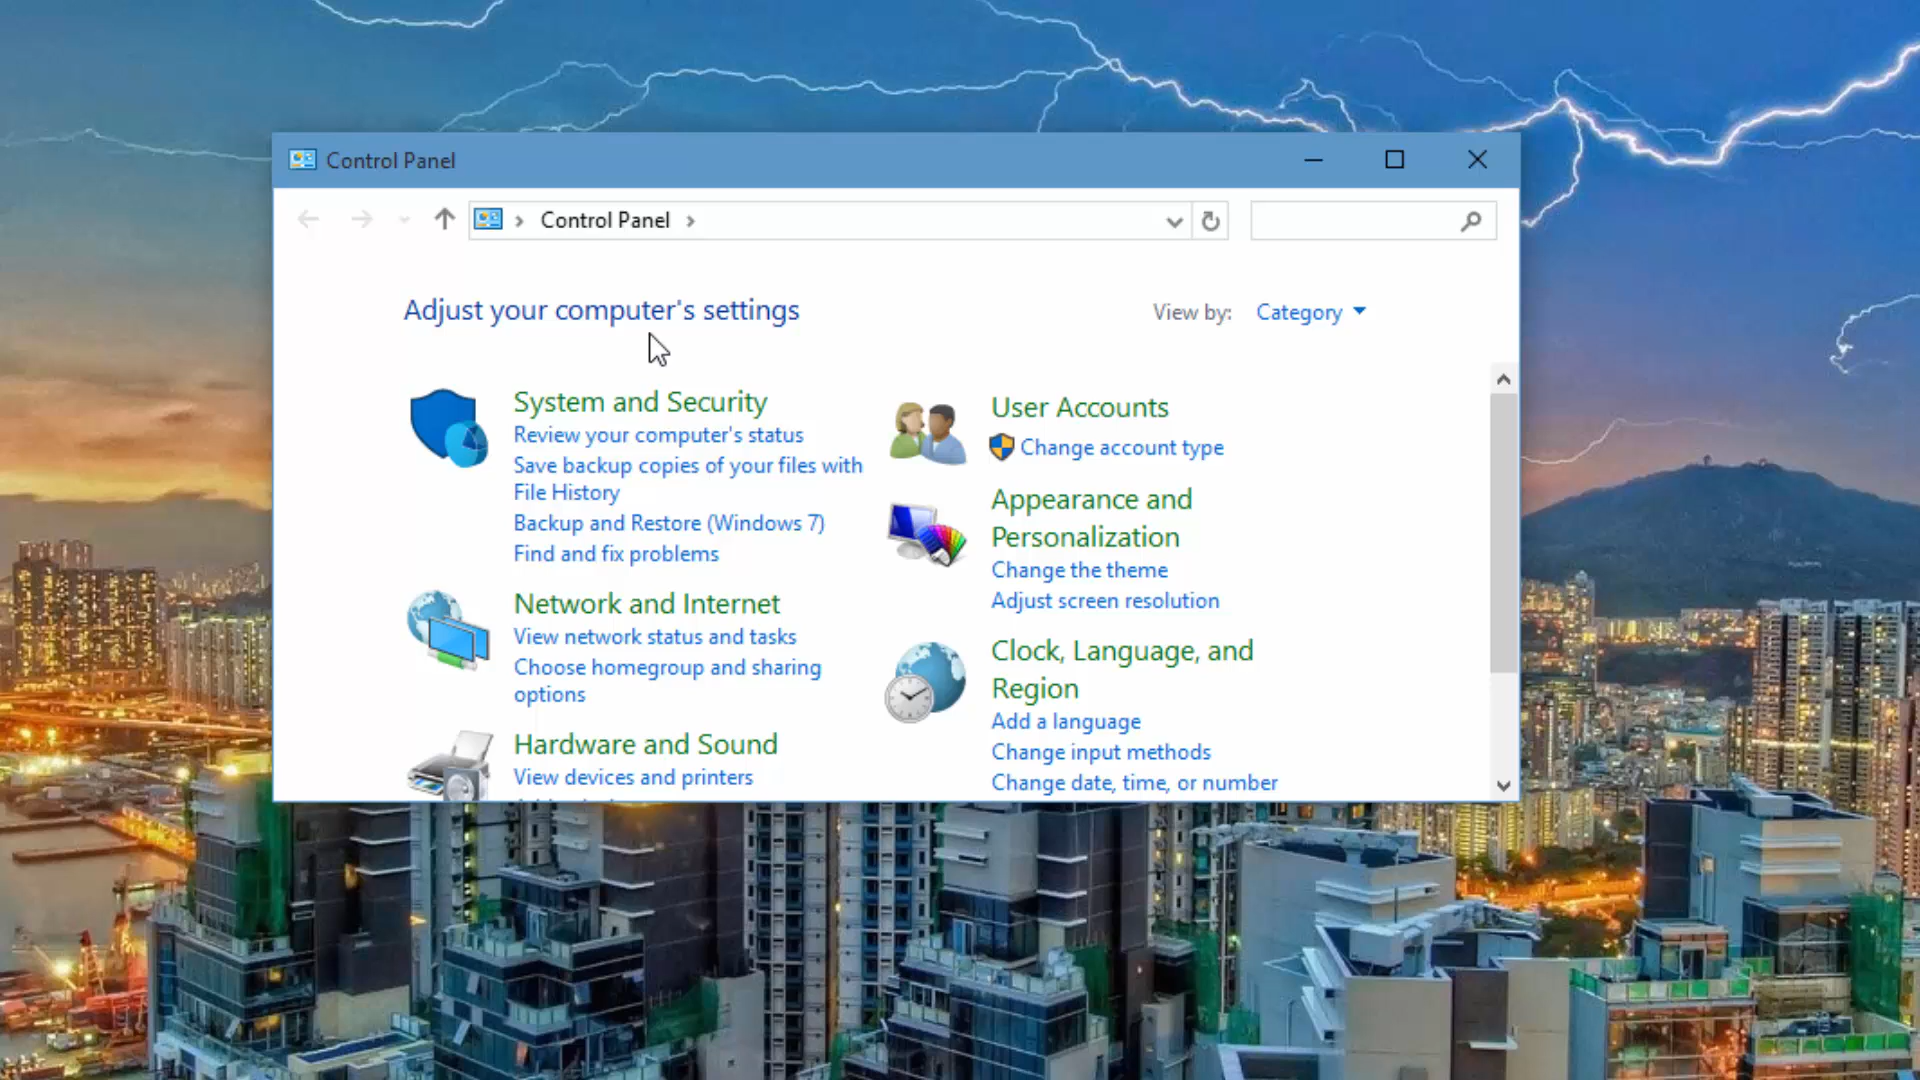 Control Panel
Control Panel
Adjust your computer's settings
View by: Category
System and Security
Review your computer's status
Save backup copies of your files with
File History
Backup and Restore (Windows 7)
Find and fix problems
Network and Internet
View network status and tasks
Choose homegroup and sharing
options
Hardware and Sound
View devices and printers
User Accounts
Change account type
Appearance and
Personalization
Change the theme
Adjust screen resolution
Clock, Language, and
Region
Add a language
Change input methods
Change date, time, or number